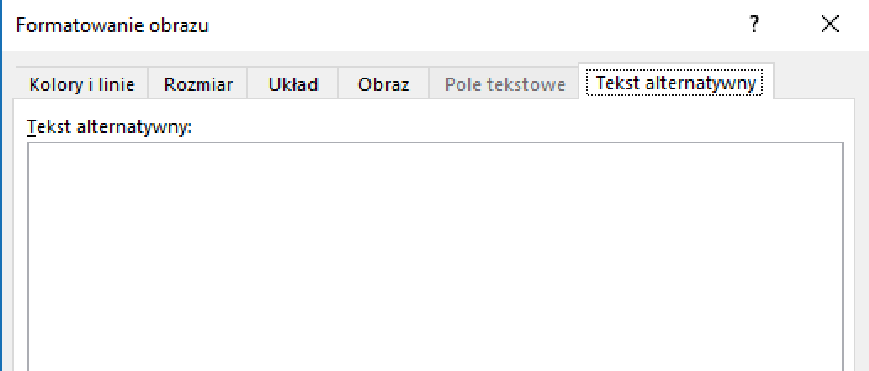 Formatowanie obrazu ?
Kolory i linie Rozmiar Układ Obraz Pole tekstowe Tekst alternatywny
Tekst alternatywny: